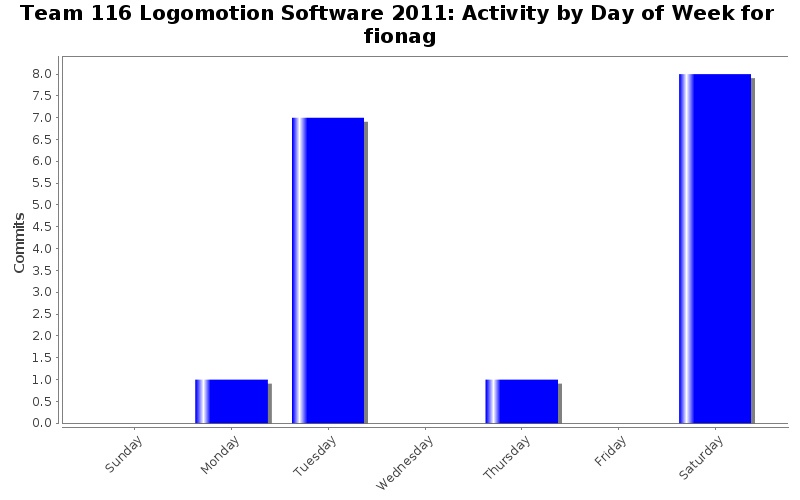 Team 116 Logomotion Software 2011: Activity by Day of Week for
fionag
8.0
7.5
7.0
6.5
6.0
5.5
5.0
4.5
4.0
3.5
3.0
2.5
2.0
1.5
1.0
0.5
0.0
Commits
Sunday
Monday
Tuesday
Wednesday
Thursday
Friday
Saturday